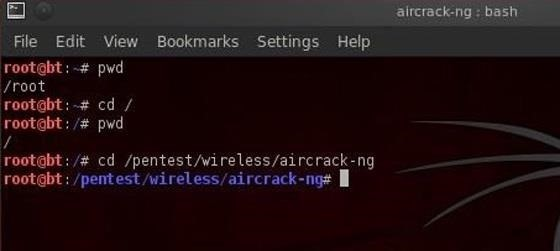 aircrack-ng : bash
File Edit View Bookmarks Settings Help
root@bt:~# pwd
/root
root@bt:~# cd /
root@bt:/# pwd
/
root@bt:/# cd /pentest/wireless/aircrack-ng
root@bt:/pentest/wireless/aircrack-ng#